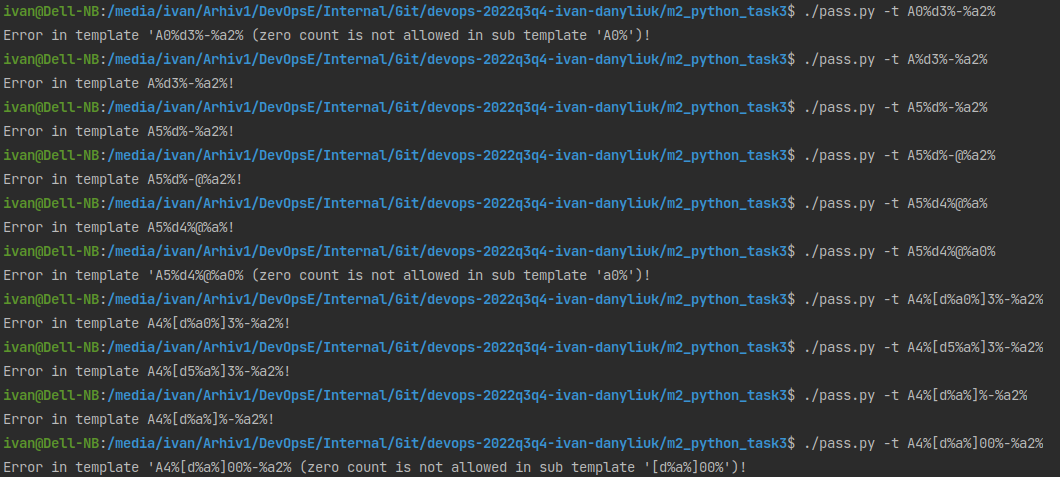 ivan@Dell-NB:/media/ivan/Arhiv1/DevOpsE/Internal/Git/devops-2022q3q4-ivan-danyliuk/m2_python_task3$ ./pass.py -t A0%d3%-%a2%
Error in template 'A0%d3%-%a2% (zero count is not allowed in sub template 'A0%')!
ivan@Dell-NB:/media/ivan/Arhiv1/DevOpsE/Internal/Git/devops-2022q3q4-ivan-danyliuk/m2_python_task3$ ./pass.py -t A%d3%-%a2%
Error in template A%d3%-%a2%!
ivan@Dell-NB:/media/ivan/Arhiv1/DevOpsE/Internal/Git/devops-2022q3q4-ivan-danyliuk/m2_python_task3$ ./pass.py -t A5%d%-%a2%
Error in template A5%d%-%a2%!
ivan@Dell-NB:/media/ivan/Arhiv1/DevOpsE/Internal/Git/devops-2022q3q4-ivan-danyliuk/m2_python_task3$ ./pass.py -t A5%d%-@%a2%
Error in template A5%d%-@%a2%!
ivan@Dell-NB:/media/ivan/Arhiv1/DevOpsE/Internal/Git/devops-2022q3q4-ivan-danyliuk/m2_python_task3$ ./pass.py -t A5%d4%@%a%
Error in template A5%d4%@%a%!
ivan@Dell-NB:/media/ivan/Arhiv1/DevOpsE/Internal/Git/devops-2022q3q4-ivan-danyliuk/m2_python_task3$ ./pass.py -t A5%d4%@%a0%
Error in template 'A5%d4%@%a0% (zero count is not allowed in sub template 'a0%')!
ivan@Dell-NB:/media/ivan/Arhiv1/DevOpsE/Internal/Git/devops-2022q3q4-ivan-danyliuk/m2_python_task3$ ./pass.py -t A4%[d%a0%]3%-%a2%
Error in template A4%[d%a0%]3%-%a2%!
ivan@Dell-NB:/media/ivan/Arhiv1/DevOpsE/Internal/Git/devops-2022q3q4-ivan-danyliuk/m2_python_task3$ ./pass.py -t A4%[d5%a%]3%-%a2%
Error in template A4%[d5%a%]3%-%a2%!
ivan@Dell-NB:/media/ivan/Arhiv1/DevOpsE/Internal/Git/devops-2022q3q4-ivan-danyliuk/m2_python_task3$ ./pass.py -t A4%[d%a%]%-%a2%
Error in template A4%[d%a%]%-%a2%!
ivan@Dell-NB:/media/ivan/Arhiv1/DevOpsE/Internal/Git/devops-2022q3q4-ivan-danyliuk/m2_python_task3$ ./pass.py -t A4%[d%a%]00%-%a2%
Error in template 'A4%[d%a%]00%-%a2% (zero count is not allowed in sub template '[d%a%]00%')!